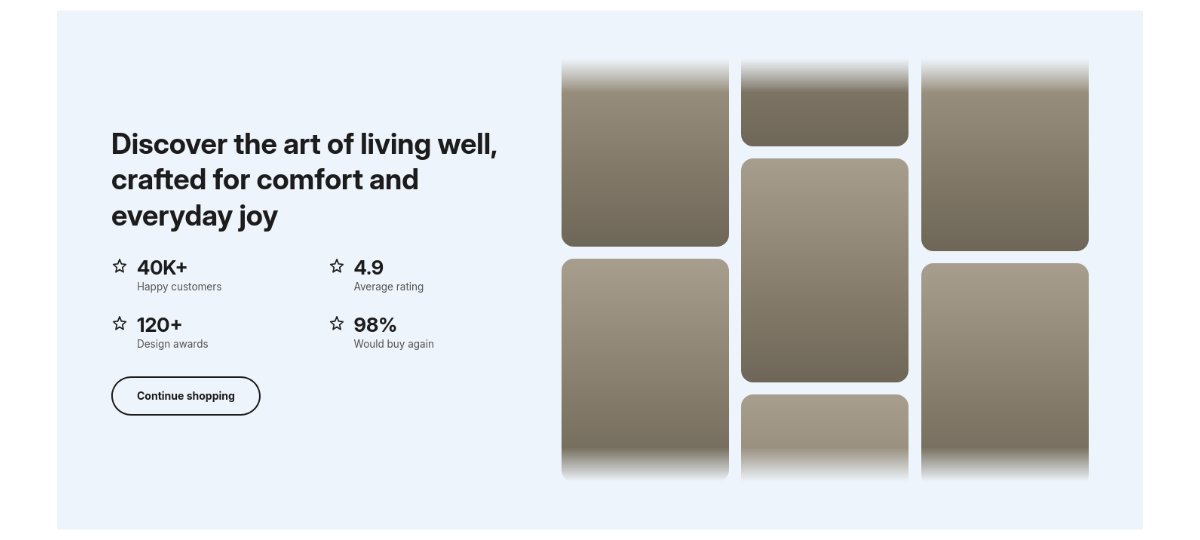 Discover the art of living well,
crafted for comfort and
everyday joy
40K+
Happy customers
4.9
Average rating
120+
Design awards
98%
Would buy again
Continue shopping